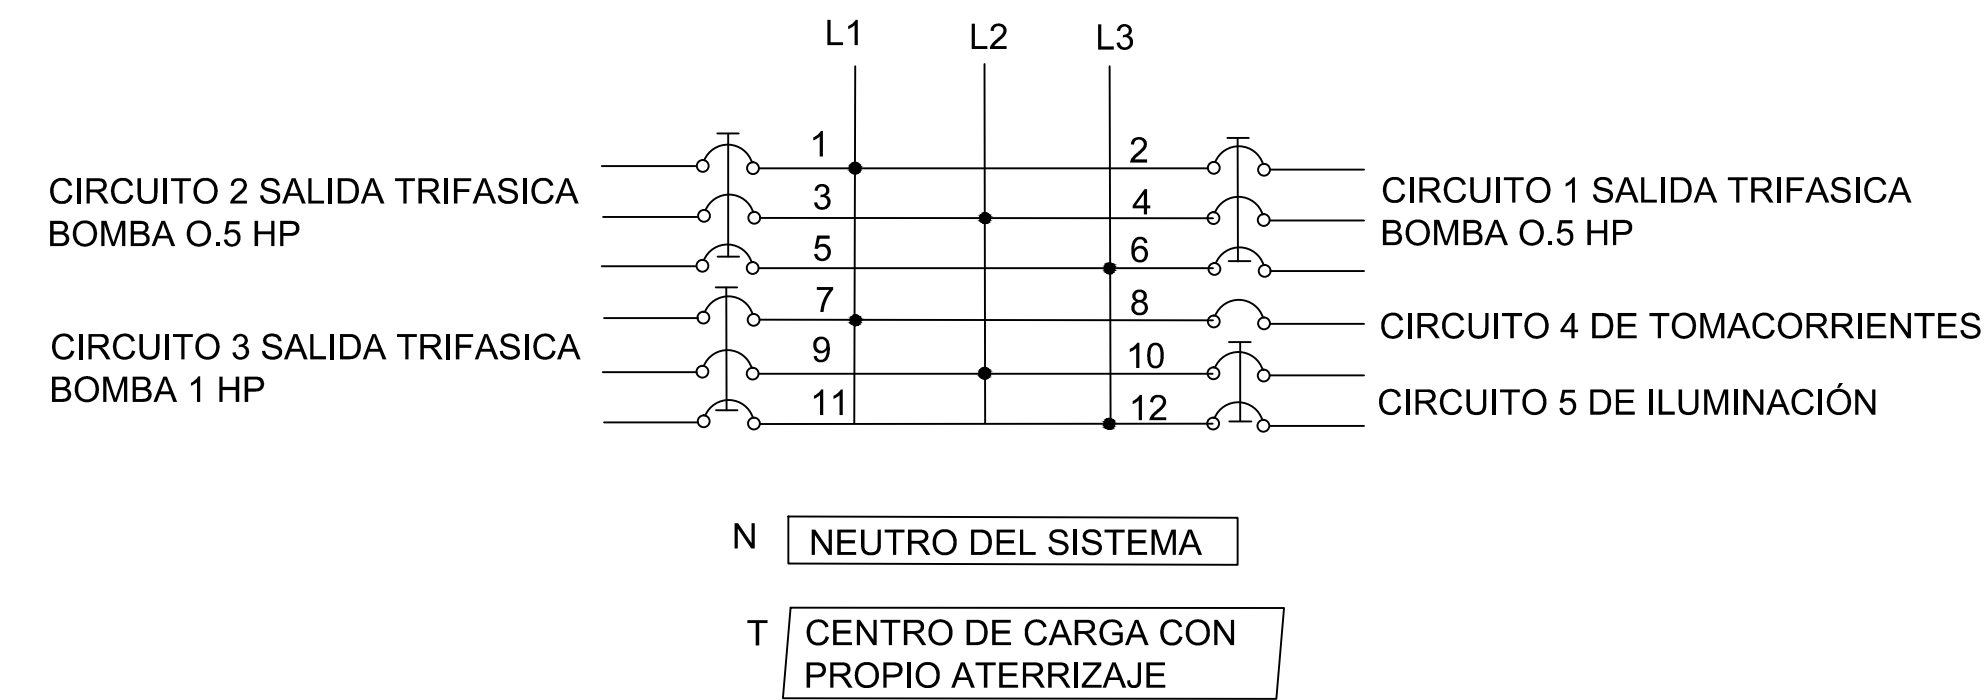 L1 L2 L3
1 2
3 4
5 6
7 8
9 10
11 12
CIRCUITO 2 SALIDA TRIFASICA
BOMBA O.5 HP
CIRCUITO 3 SALIDA TRIFASICA
BOMBA 1 HP
CIRCUITO 1 SALIDA TRIFASICA
BOMBA O.5 HP
CIRCUITO 4 DE TOMACORRIENTES
CIRCUITO 5 DE ILUMINACIÓN
N NEUTRO DEL SISTEMA
T CENTRO DE CARGA CON
PROPIO ATERRIZAJE